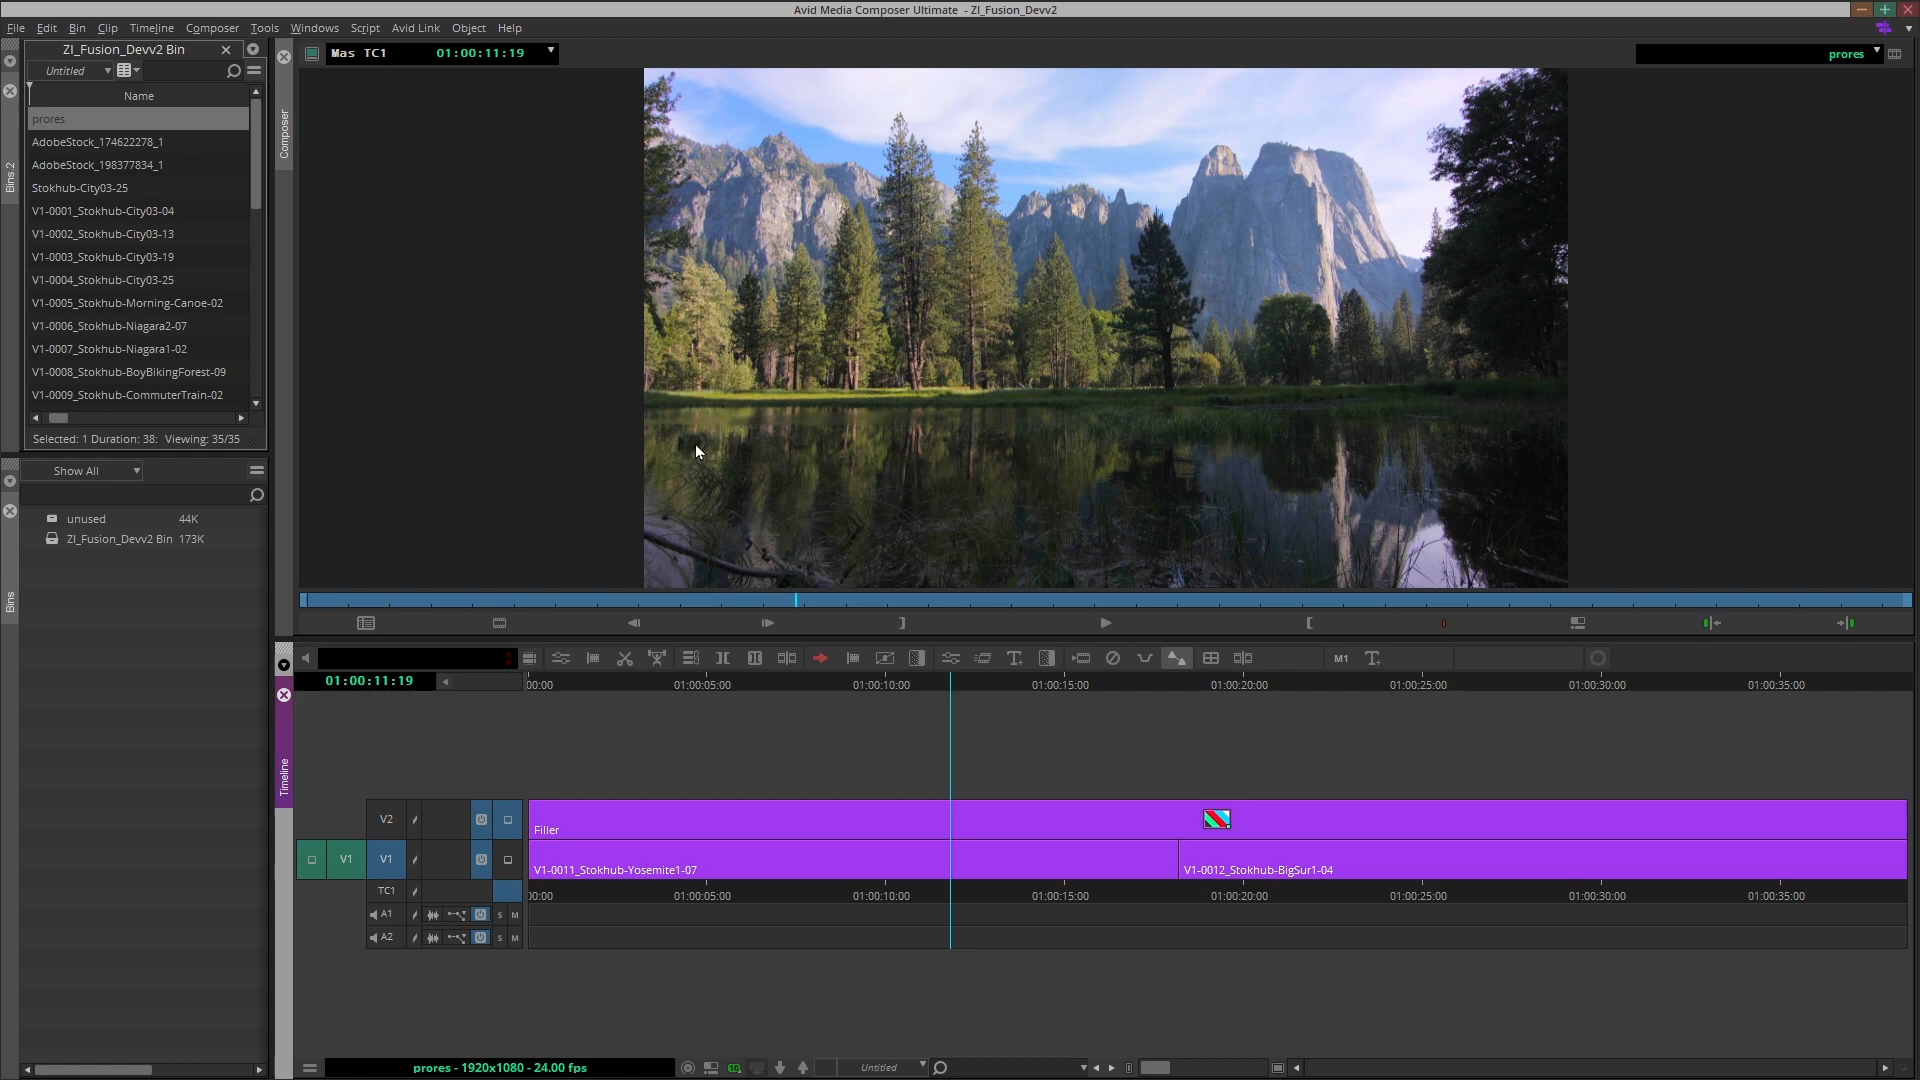 Avid Media Composer Ultimate - ZI_Fusion_Devv2
File Edit Bin Clip Timeline Composer Tools Windows Script Avid Link Object Help
ZI_Fusion_Devv2 Bin
Untitled
Name
prores
AdobeStock_174622278_1
AdobeStock_198377834_1
Stokhub-City03-25
V1-0001_Stokhub-City03-04
V1-0002_Stokhub-City03-13
V1-0003_Stokhub-City03-19
V1-0004_Stokhub-City03-25
V1-0005_Stokhub-Morning-Canoe-02
V1-0006_Stokhub-Niagara2-07
V1-0007_Stokhub-Niagara1-02
V1-0008_Stokhub-BoyBikingForest-09
V1-0009_Stokhub-CommuterTrain-02
Selected: 1 Duration: 38: Viewing: 35/35
Bins 2
Show All
unused 44K
ZI_Fusion_Devv2 Bin 173K
Bins
Composer
Mas TC1 01:00:11:19
prores
M1
01:00:11:19
00:00 01:00:05:00 01:00:10:00 01:00:15:00 01:00:20:00 01:00:25:00 01:00:30:00 01:00:35:00
Timeline
V2
Filler
V1 V1
V1-0011_Stokhub-Yosemite1-07
V1-0012_Stokhub-BigSur1-04
TC1
00:00 01:00:05:00 01:00:10:00 01:00:15:00 01:00:20:00 01:00:25:00 01:00:30:00 01:00:35:00
A1 S M
A2 S M
prores - 1920x1080 - 24.00 fps
Untitled